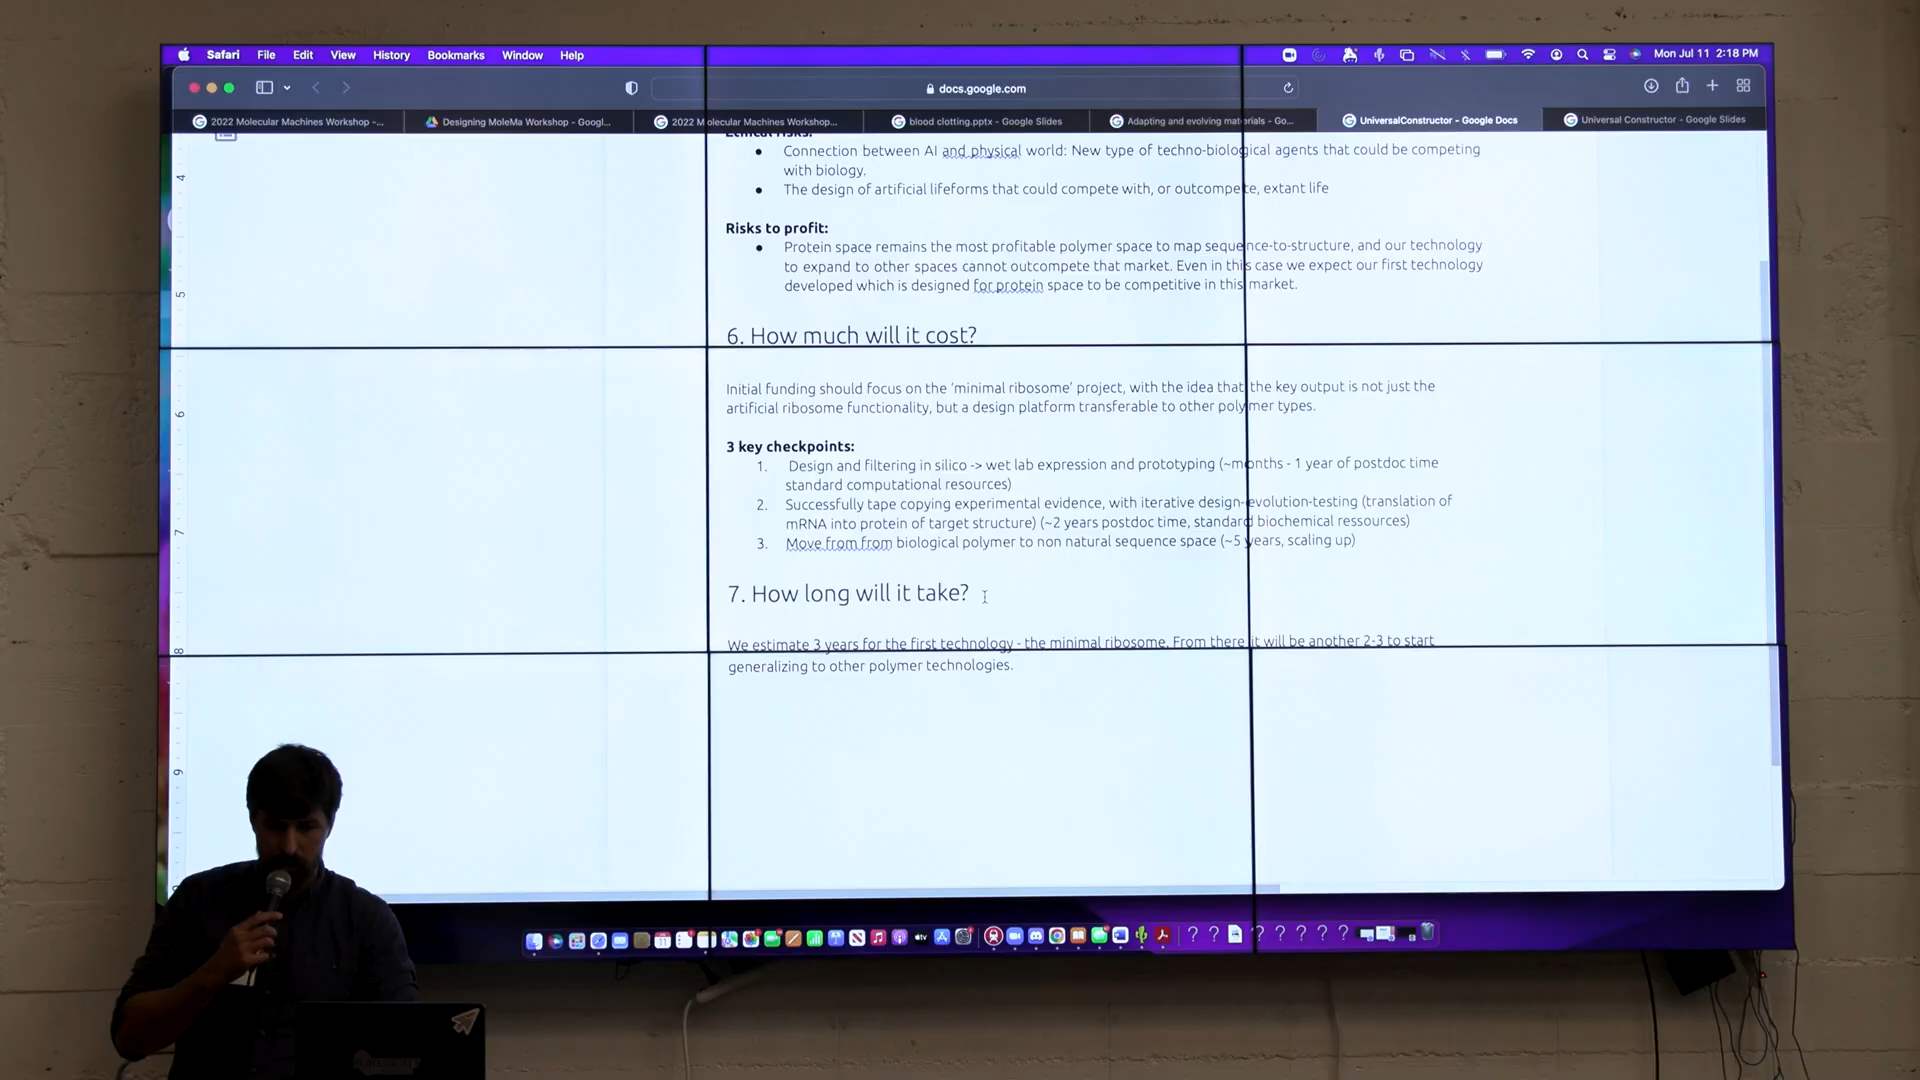 Safari File Edit View History Bookmarks Window Help Mon Jul 11 2:18 PM
docs.google.com
2022 Molecular Machines Workshop -... Designing MoleMa Workshop - Googl... 2022 Molecular Machines Workshop... blood clotting.pptx - Google Slides Adapting and evolving materials - Go... UniversalConstructor - Google Docs Universal Constructor - Google Slides
Ethical risks:
● Connection between AI and physical world: New type of techno-biological agents that could be competing
with biology.
● The design of artificial lifeforms that could compete with, or outcompete, extant life
Risks to profit:
● Protein space remains the most profitable polymer space to map sequence-to-structure, and our technology
to expand to other spaces cannot outcompete that market. Even in this case we expect our first technology
developed which is designed for protein space to be competitive in this market.
6. How much will it cost?
Initial funding should focus on the 'minimal ribosome' project, with the idea that the key output is not just the
artificial ribosome functionality, but a design platform transferable to other polymer types.
3 key checkpoints:
1. Design and filtering in silico -> wet lab expression and prototyping (~months - 1 year of postdoc time
standard computational resources)
2. Successfully tape copying experimental evidence, with iterative design-evolution-testing (translation of
mRNA into protein of target structure) (~2 years postdoc time, standard biochemical ressources)
3. Move from from biological polymer to non natural sequence space (~5 years, scaling up)
7. How long will it take?
We estimate 3 years for the first technology - the minimal ribosome. From there it will be another 2-3 to start
generalizing to other polymer technologies.
4
5
6
7
8
9